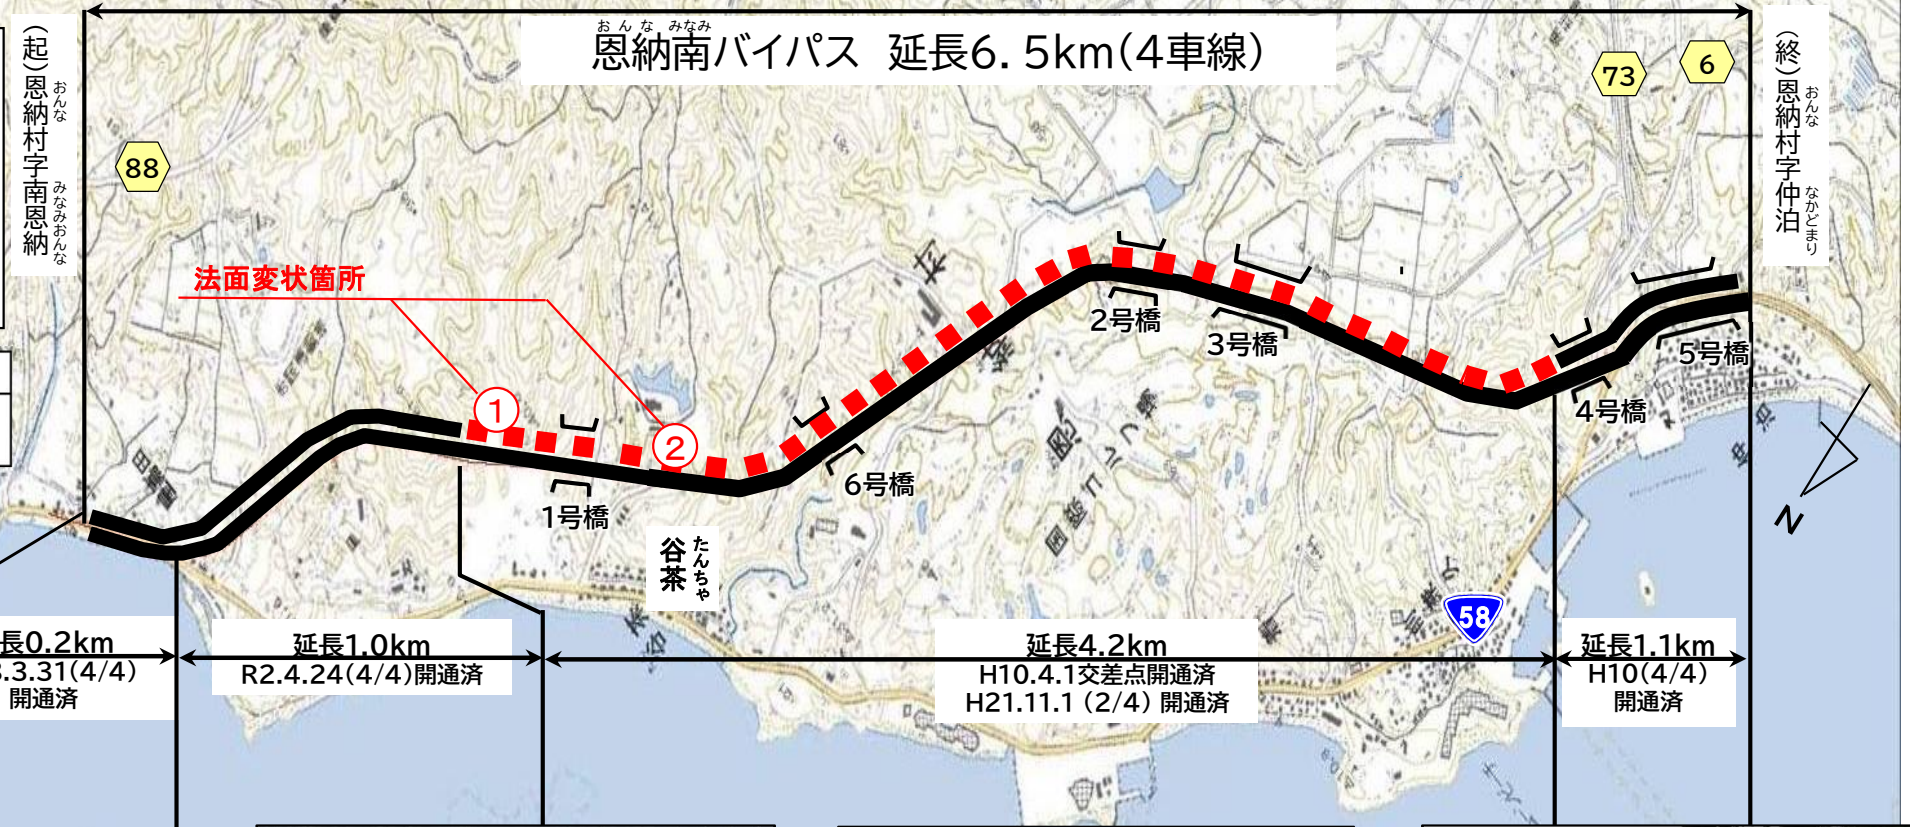 おんな みなみ
恩納南バイパス 延長6.5km(4車線)
(起)恩納村字南恩納
おんな
みなみおんな
(終)恩納村字仲泊
おんな
なかどまり
88
73
6
法面変状箇所
①
②
1号橋
6号橋
2号橋
3号橋
4号橋
5号橋
谷茶
たんちゃ
村
58
N
長0.2km
.3.31(4/4)
開通済
延長1.0km
R2.4.24(4/4)開通済
延長4.2km
H10.4.1交差点開通済
H21.11.1 (2/4) 開通済
延長1.1km
H10(4/4)
開通済